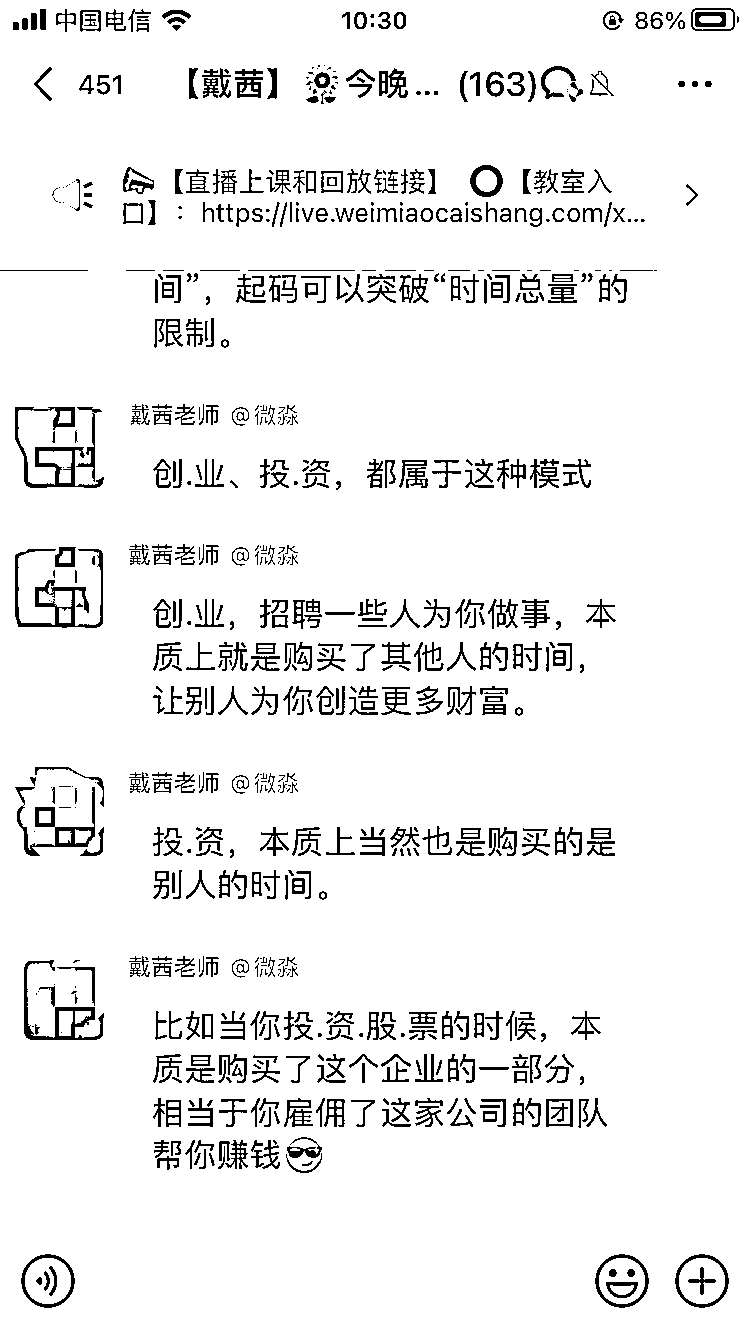 中国电信 10:30 86%
451 【戴茜】 🌻今晚... (163)
【直播上课和回放链接】 ⭕【教室入
口】：https://live.weimiaocaishang.com/x...
间”，起码可以突破“时间总量”的
限制。
戴茜老师 @微淼
创.业、投.资，都属于这种模式
戴茜老师 @微淼
创.业，招聘一些人为你做事，本
质上就是购买了其他人的时间，
让别人为你创造更多财富。
戴茜老师 @微淼
投.资，本质上当然也是购买的是
别人的时间。
戴茜老师 @微淼
比如当你投.资.股.票的时候，本
质是购买了这个企业的一部分，
相当于你雇佣了这家公司的团队
帮你赚钱😎